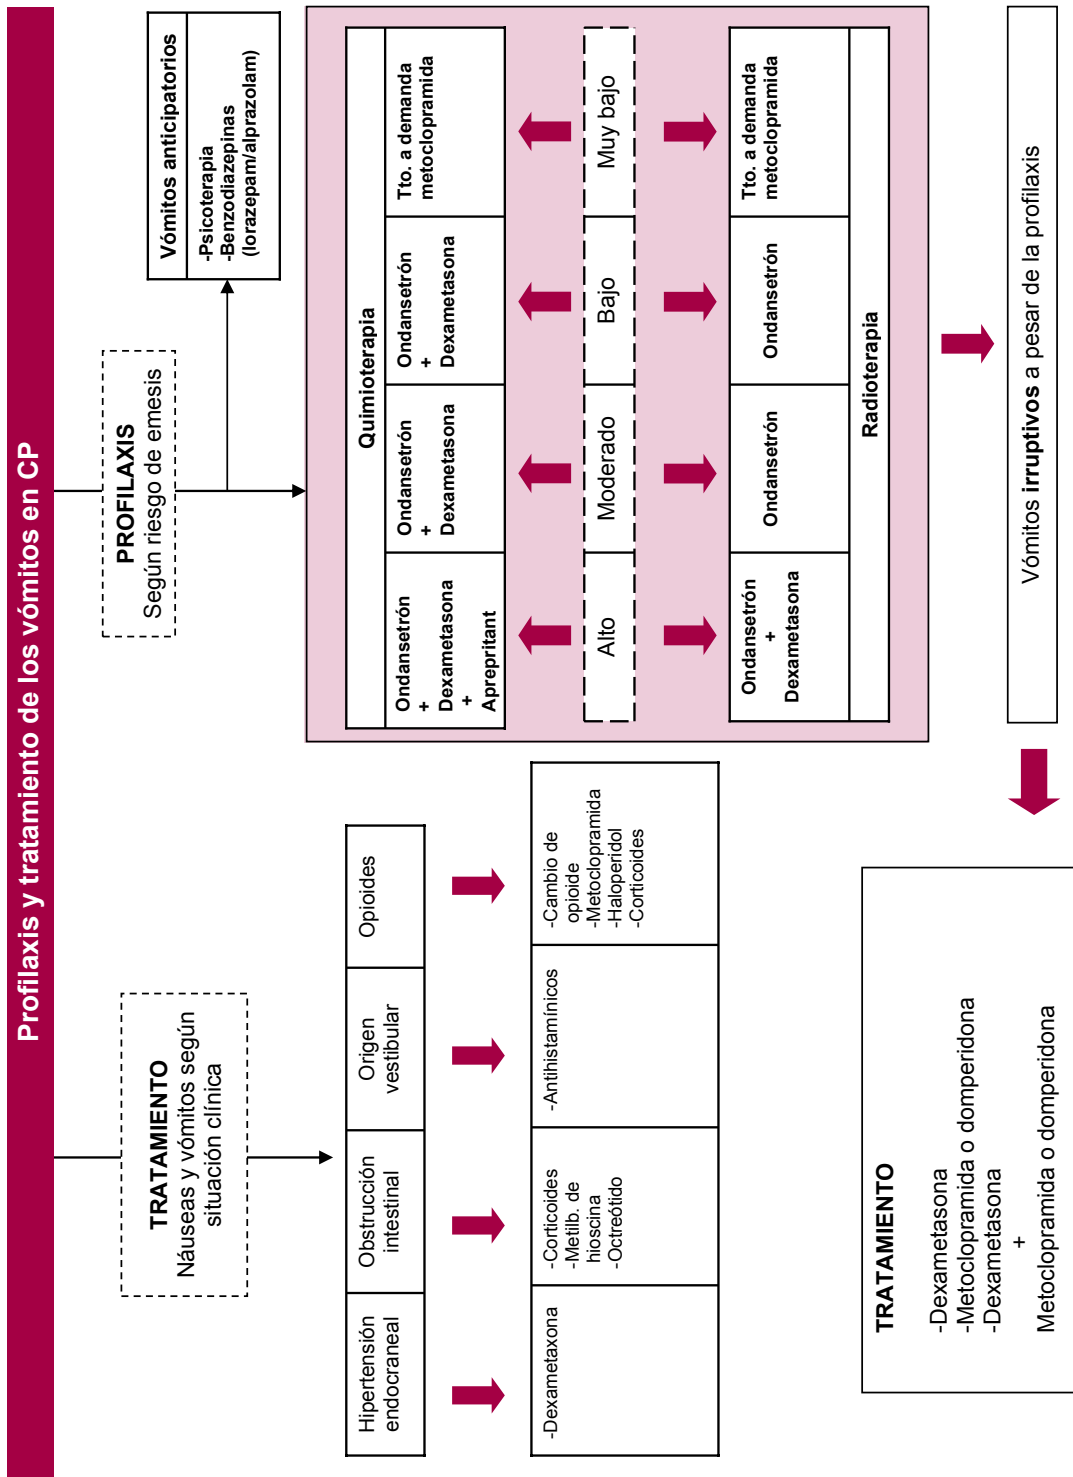 Profilaxis y tratamiento de los vómitos en CP
TRATAMIENTO
Náuseas y vómitos según
situación clínica
Hipertensión
endocraneal
Obstrucción
intestinal
Origen
vestibular
Opioides
-Dexametaxona
-Corticoides
-Metilb. de
hioscina
-Octreótido
-Antihistamínicos
-Cambio de
opioide
-Metoclopramida
-Haloperidol
-Corticoides
PROFILAXIS
Según riesgo de emesis
Vómitos anticipatorios
-Psicoterapia
-Benzodiazepinas
(lorazepam/alprazolam)
Quimioterapia
Ondansetrón
+
Dexametasona
+
Aprepritant
Ondansetrón
+
Dexametasona
Ondansetrón
+
Dexametasona
Tto. a demanda
metoclopramida
Alto
Moderado
Bajo
Muy bajo
Ondansetrón
+
Dexametasona
Ondansetrón
Ondansetrón
Tto. a demanda
metoclopramida
Radioterapia
Vómitos irruptivos a pesar de la profilaxis
TRATAMIENTO
-Dexametasona
-Metoclopramida o domperidona
-Dexametasona
+
Metoclopramida o domperidona